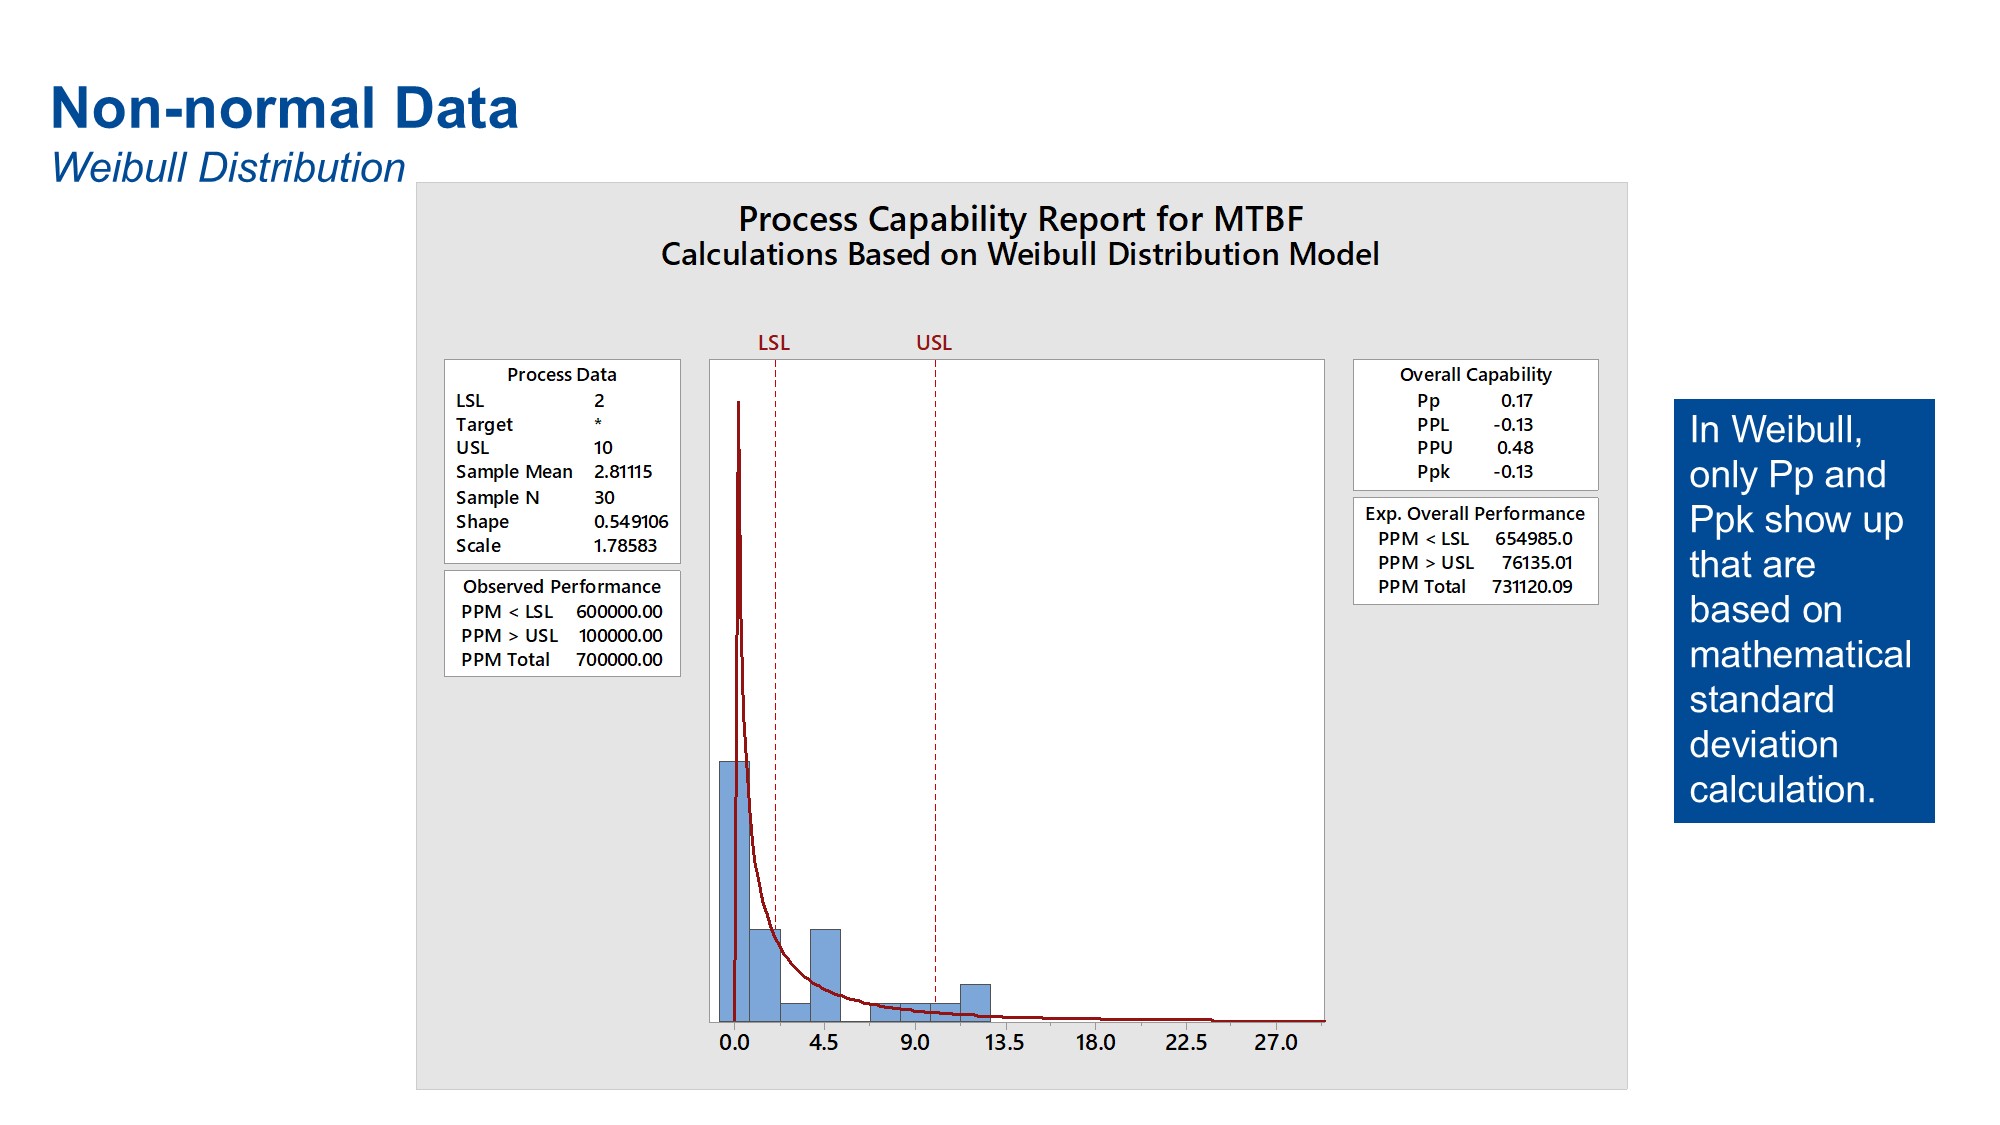 Non-normal Data
Weibull Distribution
Process Capability Report for MTBF
Calculations Based on Weibull Distribution Model
LSL USL
Process Data
LSL 2
Target *
USL 10
Sample Mean 2.81115
Sample N 30
Shape 0.549106
Scale 1.78583
Observed Performance
PPM < LSL 600000.00
PPM > USL 100000.00
PPM Total 700000.00
0.0 4.5 9.0 13.5 18.0 22.5 27.0
Overall Capability
Pp 0.17
PPL -0.13
PPU 0.48
Ppk -0.13
Exp. Overall Performance
PPM < LSL 654985.0
PPM > USL 76135.01
PPM Total 731120.09
In Weibull,
only Pp and
Ppk show up
that are
based on
mathematical
standard
deviation
calculation.